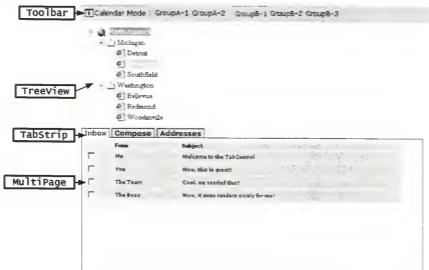 Toolbar
Calendar Mode GroupA-1 GroupA-2 GroupB-1 GroupB-2 GroupB-3
Michigan
Detroit
Southfield
TreeView
Washington
Bellevue
Redmond
Woodinville
TabStrip
Inbox Compose Addresses
From Subject
Me Welcome to the Tab Control
You Wow, this is great!
MultiPage
The Team Cool, we needed this!
The Boss Wow, it even renders nicely for me!